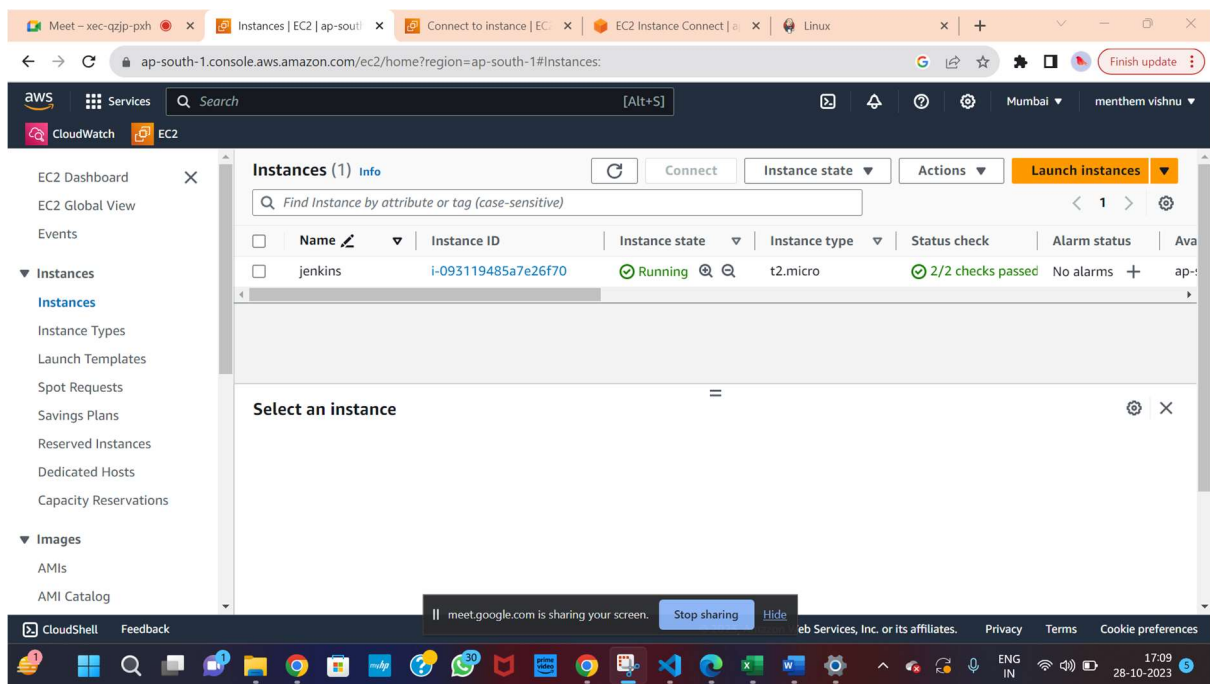 Meet – xec-qzjp-pxh
Instances | EC2 | ap-sout
Connect to instance | EC
EC2 Instance Connect | a
Linux
ap-south-1.console.aws.amazon.com/ec2/home?region=ap-south-1#Instances:
Finish update
aws
Services
Search
[Alt+S]
Mumbai
menthem vishnu
CloudWatch
EC2
EC2 Dashboard
EC2 Global View
Events
Instances
Instances
Instance Types
Launch Templates
Spot Requests
Savings Plans
Reserved Instances
Dedicated Hosts
Capacity Reservations
Images
AMIs
AMI Catalog
Instances (1) Info
Connect
Instance state
Actions
Launch instances
Find Instance by attribute or tag (case-sensitive)
1
Name Instance ID Instance state Instance type Status check Alarm status Ava
jenkins i-093119485a7e26f70 Running t2.micro 2/2 checks passed No alarms + ap-s
Select an instance
meet.google.com is sharing your screen. Stop sharing Hide
CloudShell Feedback
eb Services, Inc. or its affiliates. Privacy Terms Cookie preferences
myhp
30
prime video
ENG
IN
17:09
28-10-2023
5